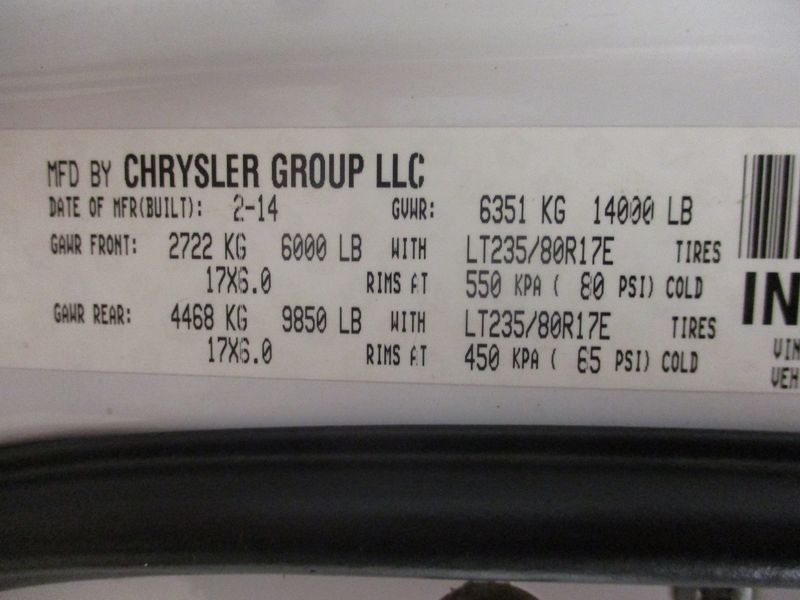 MFD BY CHRYSLER GROUP LLC
DATE OF MFR(BUILT): 2-14 GVWR: 6351 KG 14000 LB
GAWR FRONT: 2722 KG 6000 LB WITH LT235/80R17E TIRES
17X6.0 RIMS AT 550 KPA ( 80 PSI) COLD
GAWR REAR: 4468 KG 9850 LB WITH LT235/80R17E TIRES
17X6.0 RIMS AT 450 KPA ( 65 PSI) COLD
IN
VIN
VEH